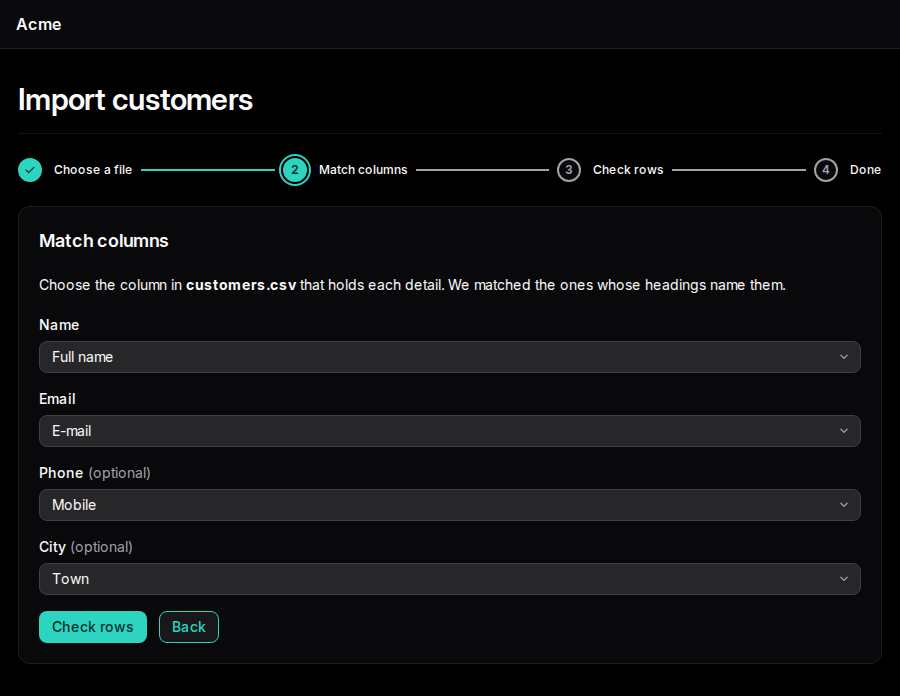 Acme
Import customers
Choose a file
2 Match columns
3 Check rows
4 Done
Match columns
Choose the column in customers.csv that holds each detail. We matched the ones whose headings name them.
Name
Full name
Email
E-mail
Phone (optional)
Mobile
City (optional)
Town
Check rows
Back